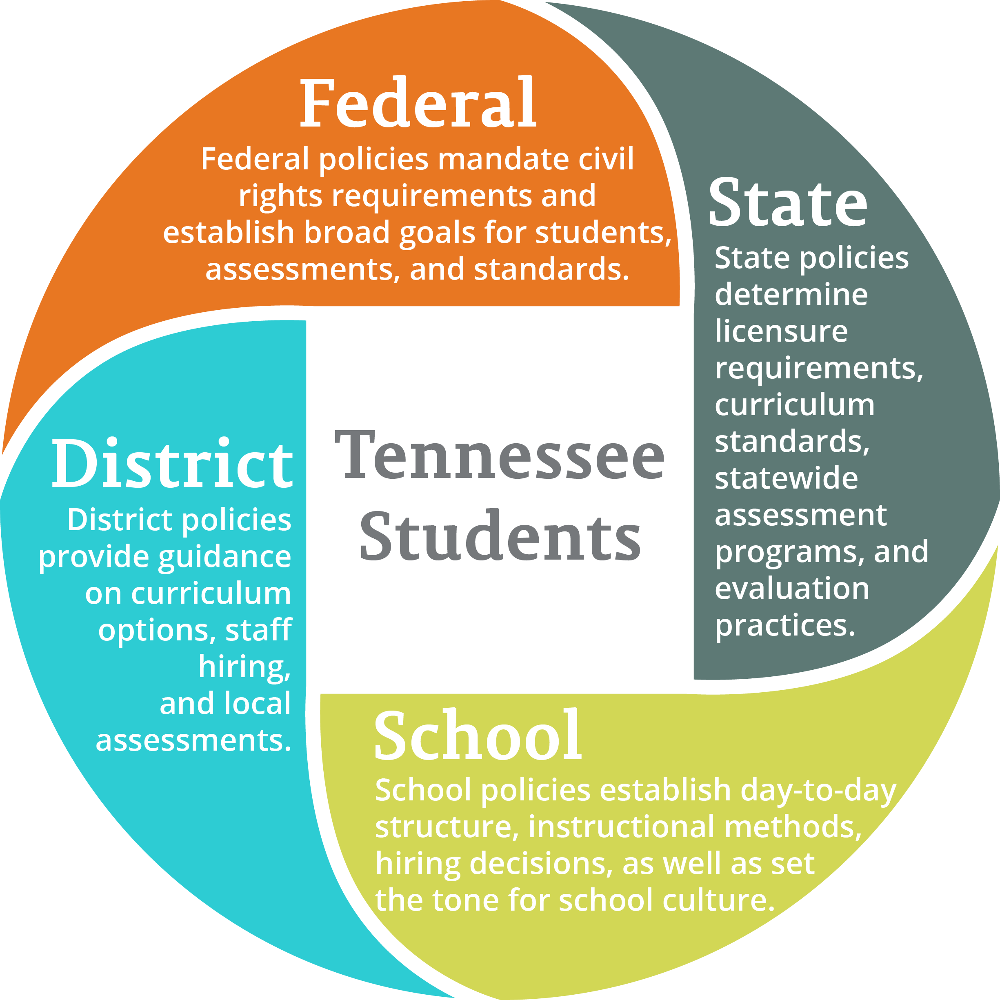 Federal
Federal policies mandate civil
rights requirements and
establish broad goals for students,
assessments, and standards.
State
State policies
determine
licensure
requirements,
curriculum
standards,
statewide
assessment
programs, and
evaluation
practices.
District
District policies
provide guidance
on curriculum
options, staff
hiring,
and local
assessments.
Tennessee
Students
School
School policies establish day-to-day
structure, instructional methods,
hiring decisions, as well as set
the tone for school culture.